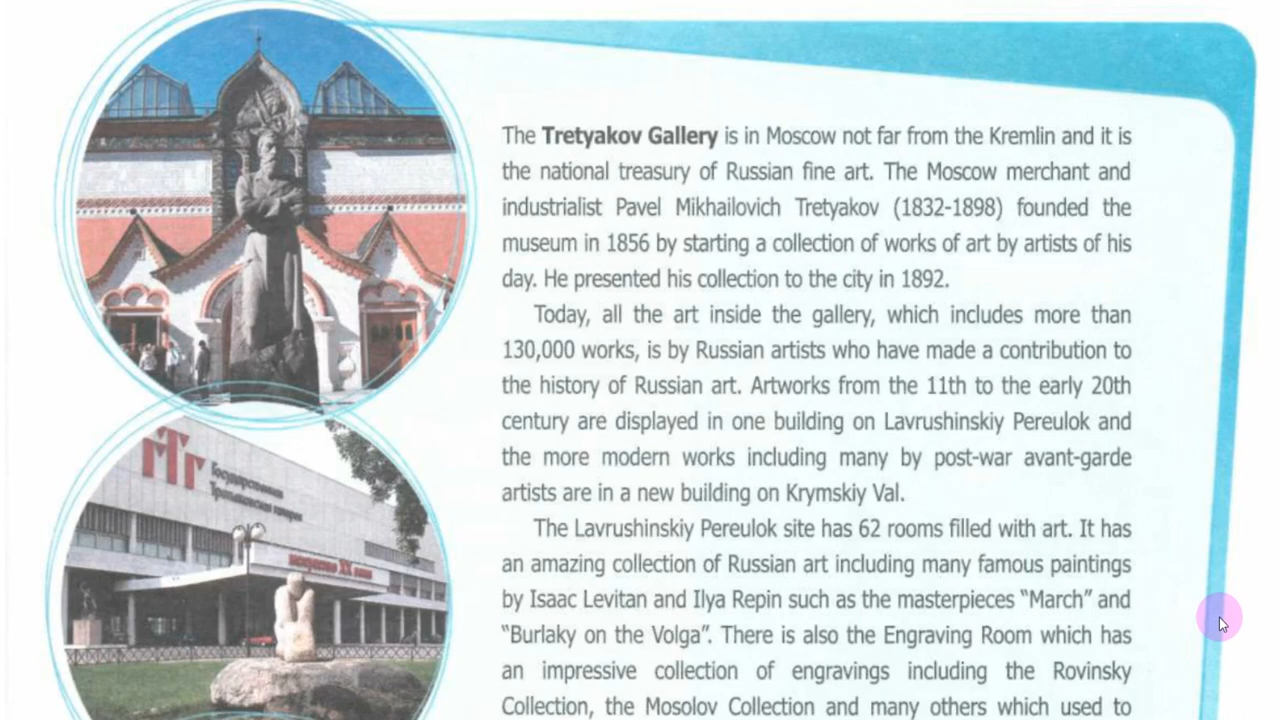 The Tretyakov Gallery is in Moscow not far from the Kremlin and it is
the national treasury of Russian fine art. The Moscow merchant and
industrialist Pavel Mikhailovich Tretyakov (1832-1898) founded the
museum in 1856 by starting a collection of works of art by artists of his
day. He presented his collection to the city in 1892.
Today, all the art inside the gallery, which includes more than
130,000 works, is by Russian artists who have made a contribution to
the history of Russian art. Artworks from the 11th to the early 20th
century are displayed in one building on Lavrushinskiy Pereulok and
the more modern works including many by post-war avant-garde
artists are in a new building on Krymskiy Val.
The Lavrushinskiy Pereulok site has 62 rooms filled with art. It has
an amazing collection of Russian art including many famous paintings
by Isaac Levitan and Ilya Repin such as the masterpieces “March” and
“Burlaky on the Volga”. There is also the Engraving Room which has
an impressive collection of engravings including the Rovinsky
Collection, the Mosolov Collection and many others which used to
гТг
Государственная
Третьяковская галерея
искусство XX века